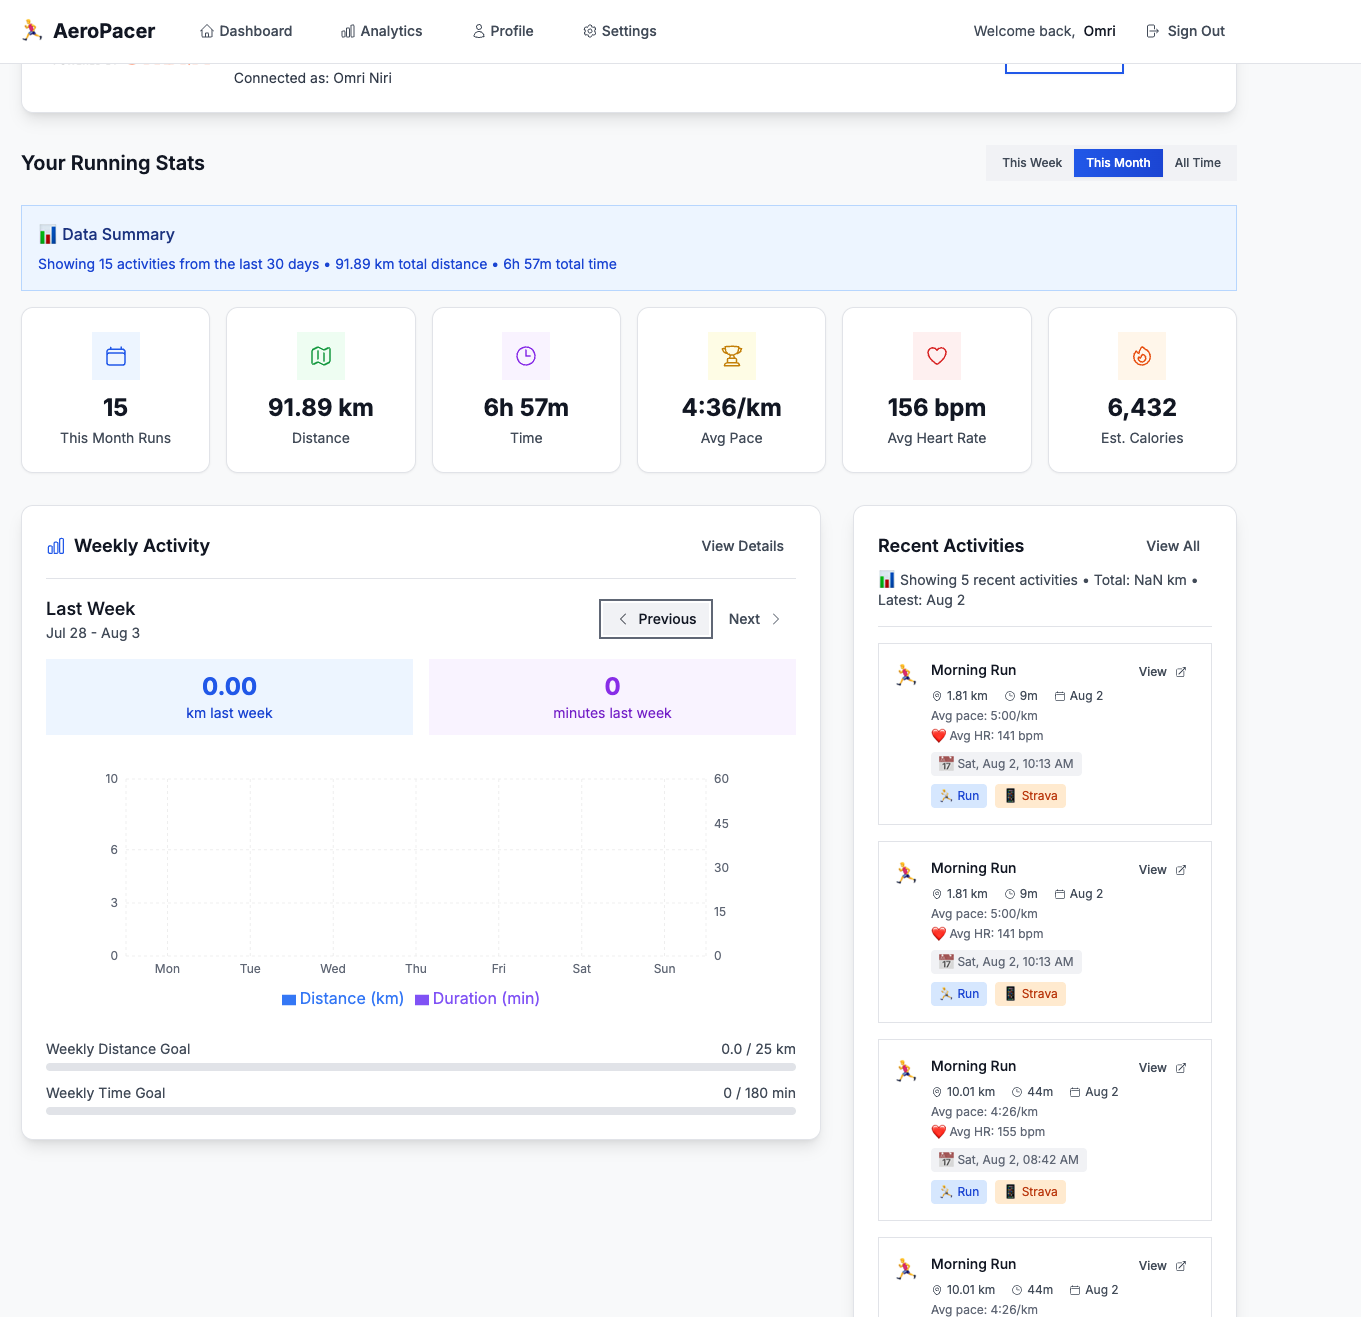 AeroPacer
Dashboard
Analytics
Profile
Settings
Welcome back, Omri
Sign Out
Connected as: Omri Niri
Your Running Stats
This Week
This Month
All Time
Data Summary
Showing 15 activities from the last 30 days • 91.89 km total distance • 6h 57m total time
15
This Month Runs
91.89 km
Distance
6h 57m
Time
4:36/km
Avg Pace
156 bpm
Avg Heart Rate
6,432
Est. Calories
Weekly Activity
View Details
Last Week
Jul 28 - Aug 3
Previous
Next
0.00
km last week
0
minutes last week
10
6
3
0
60
45
30
15
0
Mon
Tue
Wed
Thu
Fri
Sat
Sun
Distance (km)
Duration (min)
Weekly Distance Goal
0.0 / 25 km
Weekly Time Goal
0 / 180 min
Recent Activities
View All
Showing 5 recent activities • Total: NaN km •
Latest: Aug 2
Morning Run
View
1.81 km 9m Aug 2
Avg pace: 5:00/km
Avg HR: 141 bpm
Sat, Aug 2, 10:13 AM
Run
Strava
Morning Run
View
1.81 km 9m Aug 2
Avg pace: 5:00/km
Avg HR: 141 bpm
Sat, Aug 2, 10:13 AM
Run
Strava
Morning Run
View
10.01 km 44m Aug 2
Avg pace: 4:26/km
Avg HR: 155 bpm
Sat, Aug 2, 08:42 AM
Run
Strava
Morning Run
View
10.01 km 44m Aug 2
Avg pace: 4:26/km